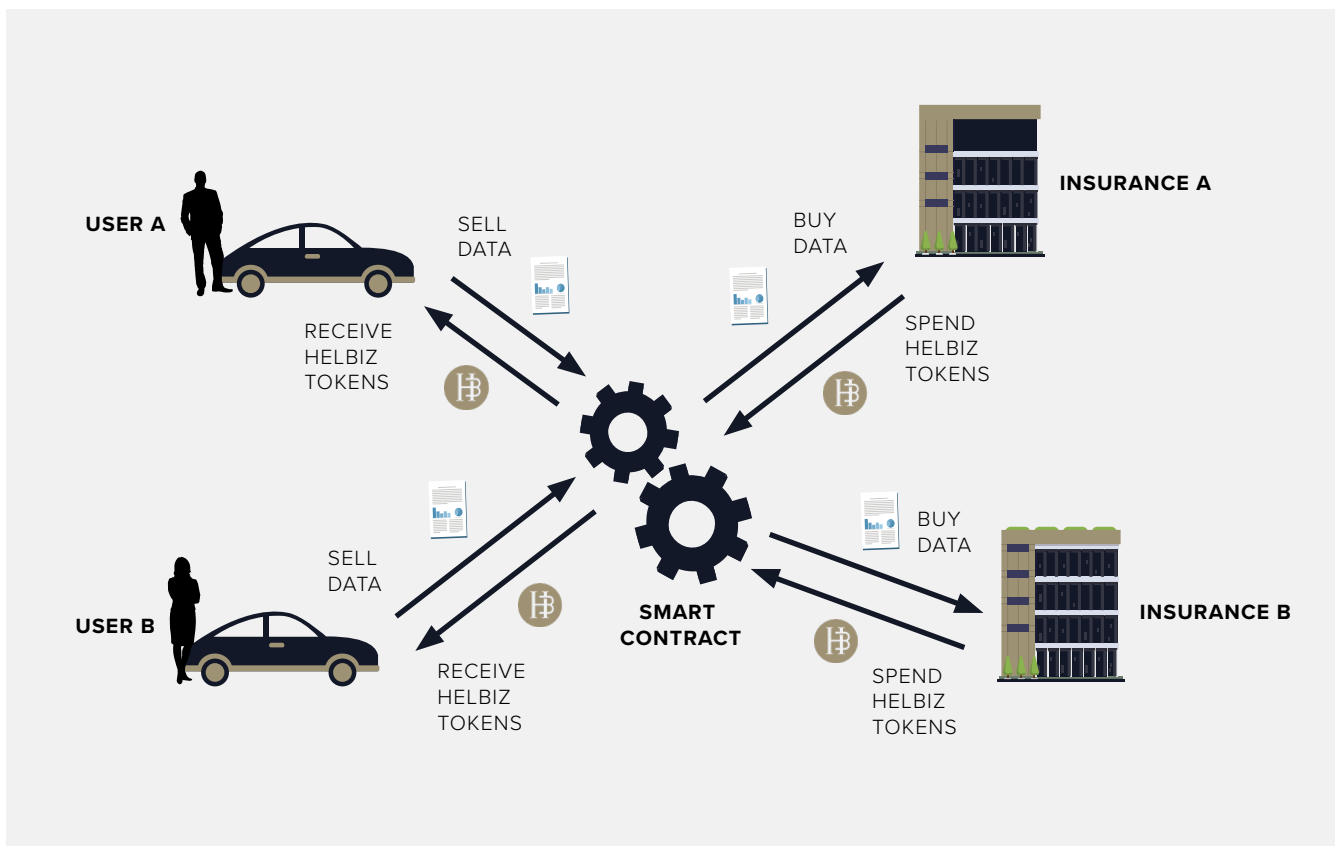 INSURANCE A
USER A
SELL
DATA
BUY
DATA
RECEIVE
HELBIZ
TOKENS
SPEND
HELBIZ
TOKENS
SELL
DATA
BUY
DATA
USER B
SMART
CONTRACT
INSURANCE B
RECEIVE
HELBIZ
TOKENS
SPEND
HELBIZ
TOKENS